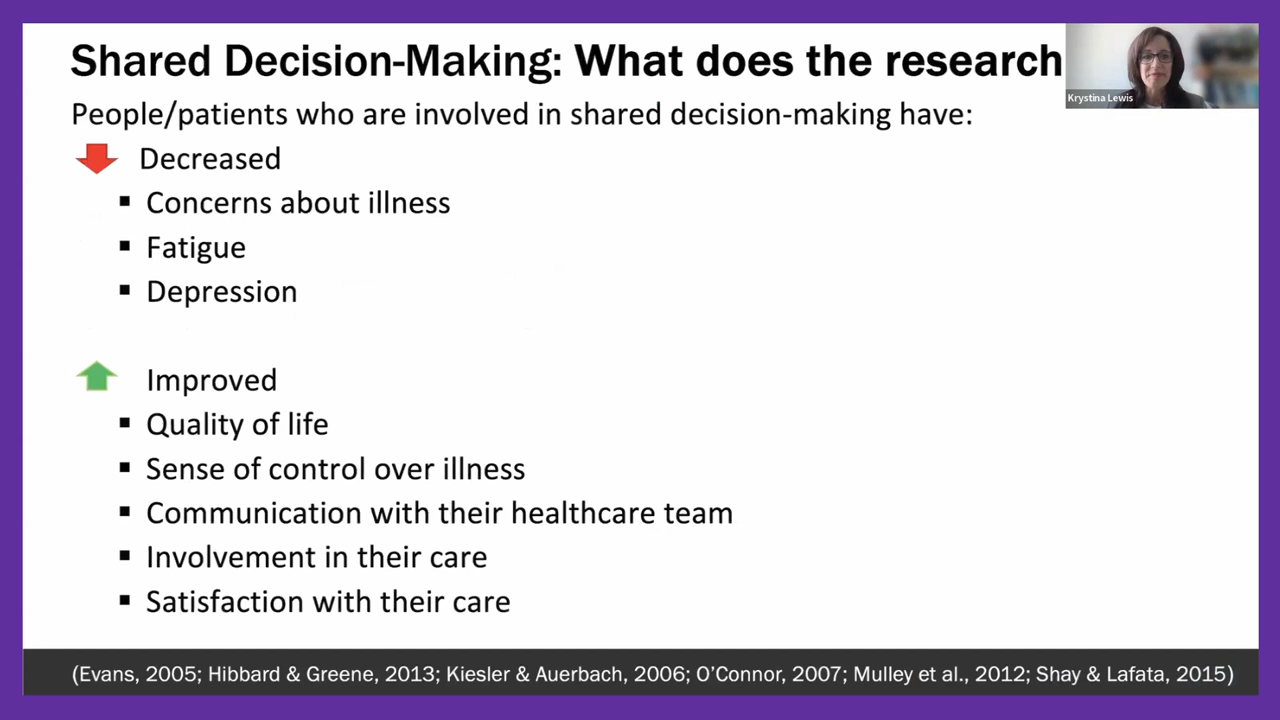 Shared Decision-Making: What does the research
Krystina Lewis
People/patients who are involved in shared decision-making have:
Decreased
▪ Concerns about illness
▪ Fatigue
▪ Depression
Improved
▪ Quality of life
▪ Sense of control over illness
▪ Communication with their healthcare team
▪ Involvement in their care
▪ Satisfaction with their care
(Evans, 2005; Hibbard & Greene, 2013; Kiesler & Auerbach, 2006; O’Connor, 2007; Mulley et al., 2012; Shay & Lafata, 2015)